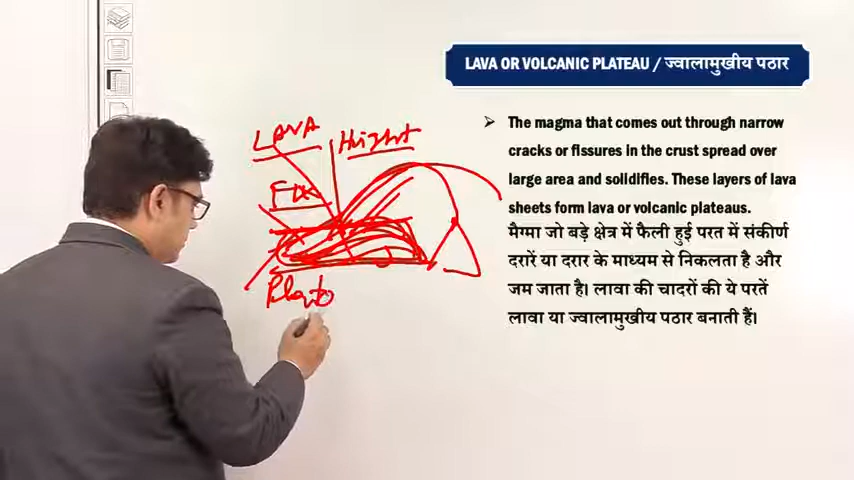 LAVA OR VOLCANIC PLATEAU / ज्वालामुखीय पठार
LAVA
Height
The magma that comes out through narrow
cracks or fissures in the crust spread over
large area and solidifies. These layers of lava
sheets form lava or volcanic plateaus.
मैग्मा जो बड़े क्षेत्र में फैली हुई परत में संकीर्ण
दरारें या दरार के माध्यम से निकलता है और
जम जाता है। लावा की चादरों की ये परतें
लावा या ज्वालामुखीय पठार बनाती हैं।